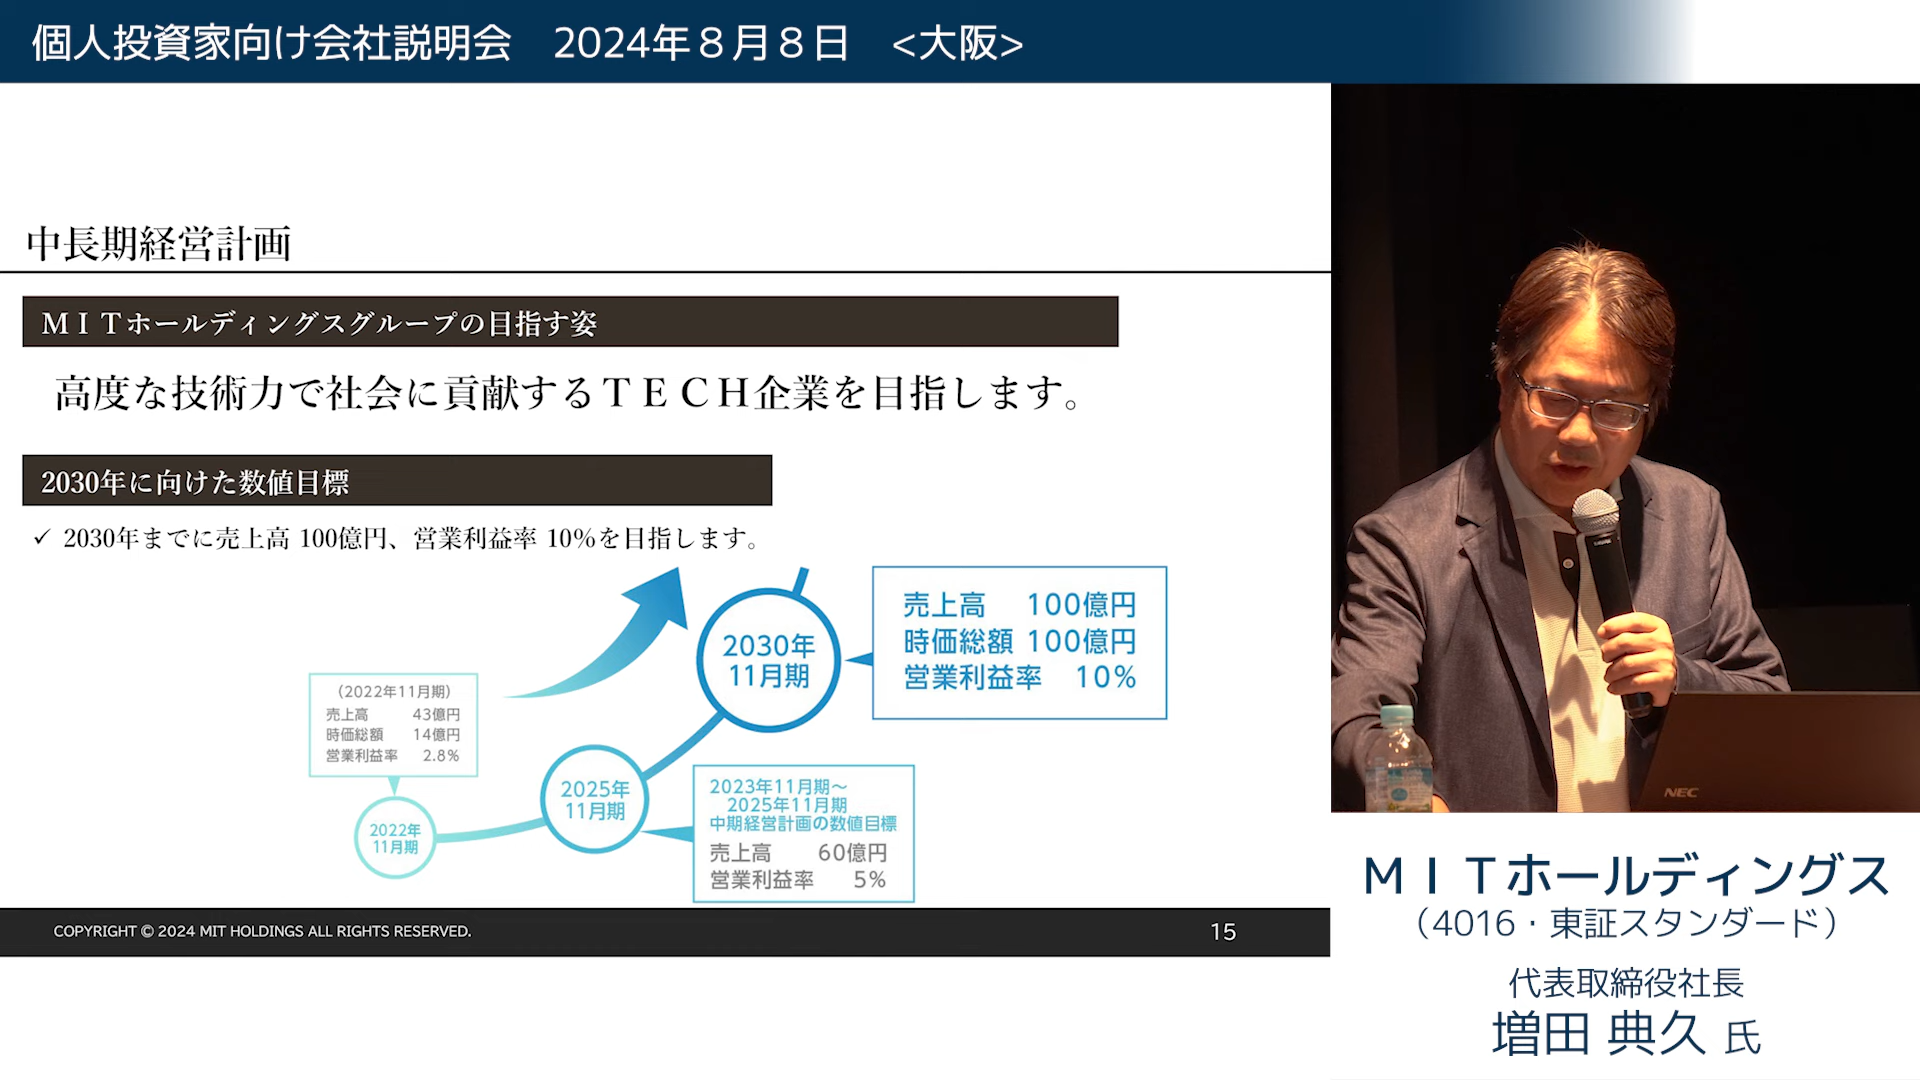 個人投資家向け会社説明会　2024年８月８日　<大阪>
中長期経営計画
ＭＩＴホールディングスグループの目指す姿
高度な技術力で社会に貢献するＴＥＣＨ企業を目指します。
2030年に向けた数値目標
✓ 2030年までに売上高 100億円、営業利益率 10%を目指します。
（2022年11月期）
売上高 43億円
時価総額 14億円
営業利益率 2.8%
2022年
11月期
2025年
11月期
2023年11月期～
2025年11月期
中期経営計画の数値目標
売上高 60億円
営業利益率 5%
2030年
11月期
売上高 100億円
時価総額 100億円
営業利益率 10%
COPYRIGHT © 2024 MIT HOLDINGS ALL RIGHTS RESERVED.
15
NEC
ＭＩＴホールディングス
（4016・東証スタンダード）
代表取締役社長
増田 典久 氏